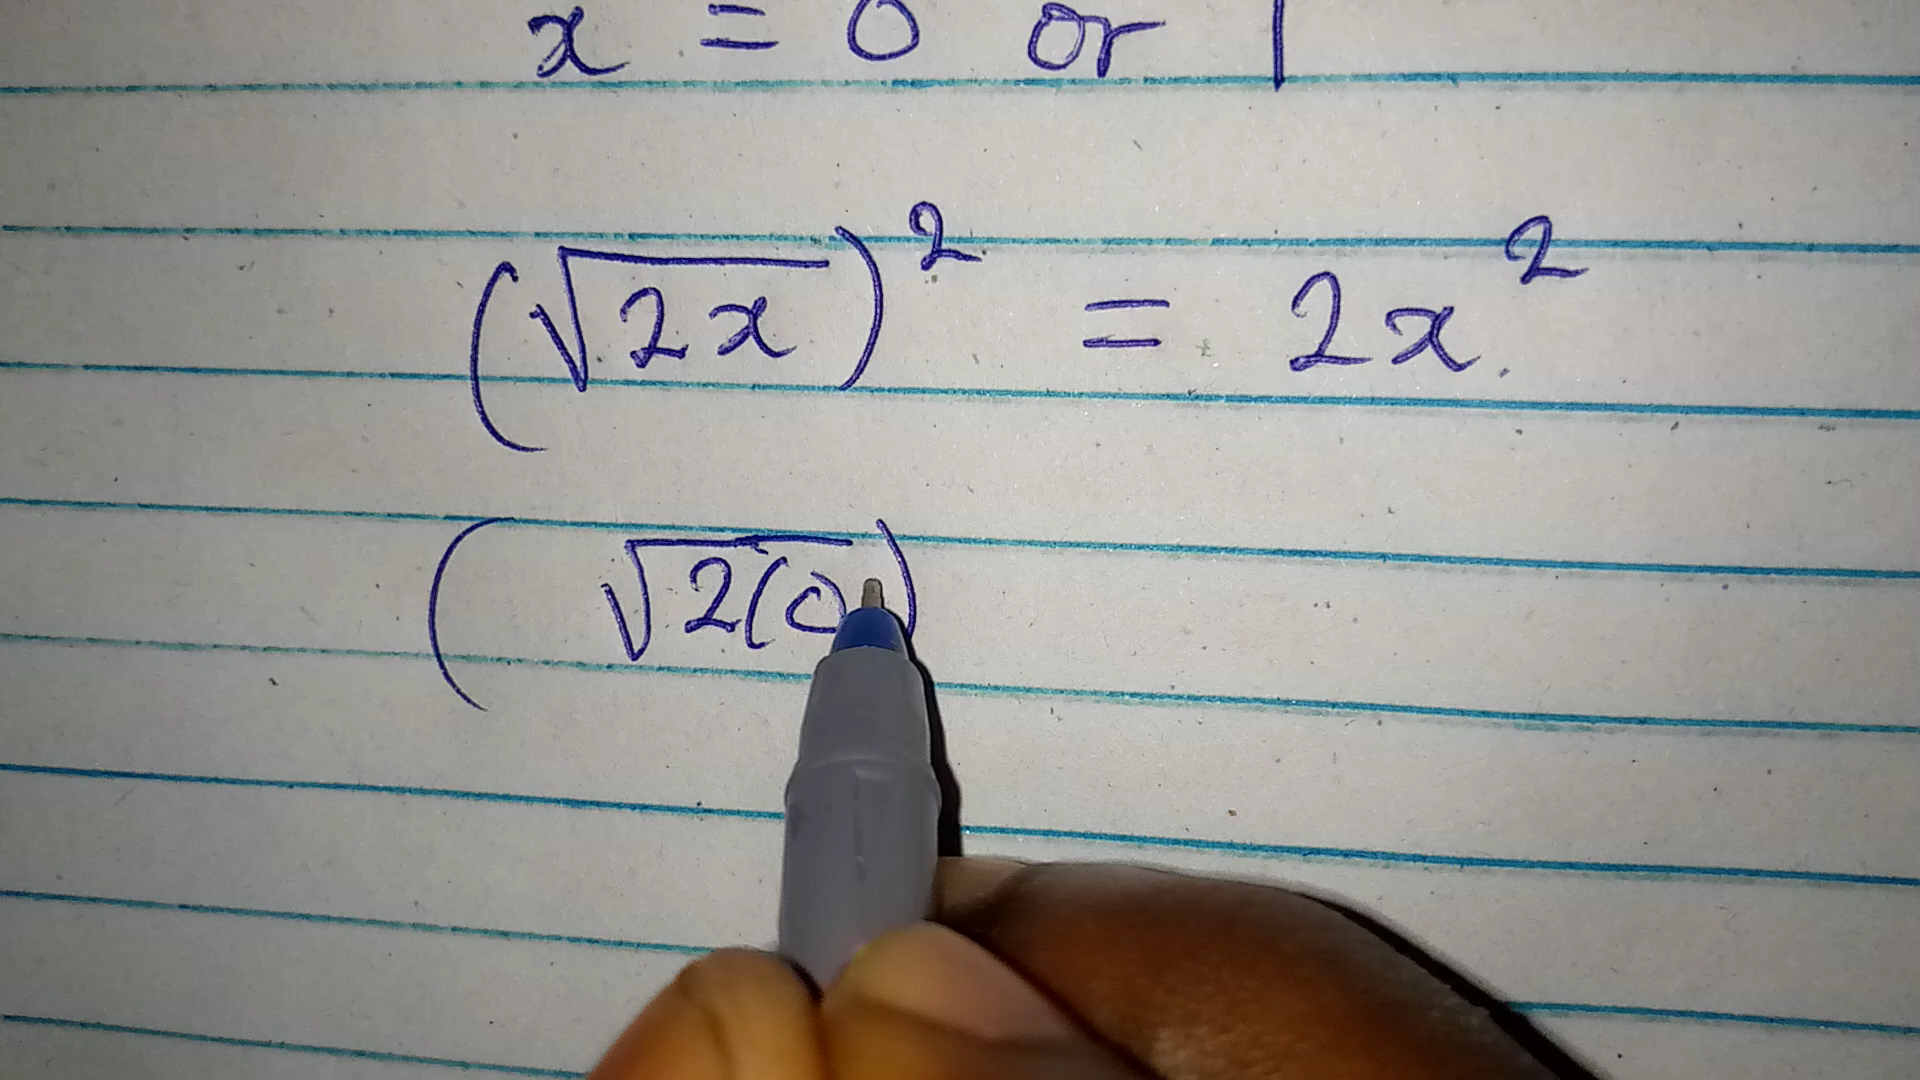 x = 0 or 1
(√2x)² = 2x²
(√2(0)